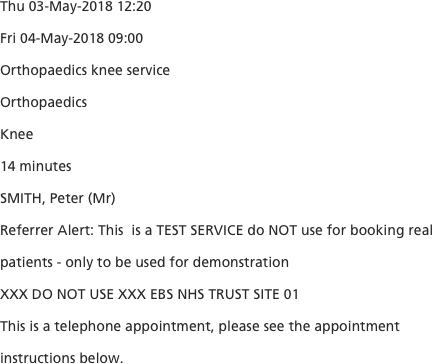 Thu 03-May-2018 12:20
Fri 04-May-2018 09:00
Orthopaedics knee service
Orthopaedics
Knee
14 minutes
SMITH, Peter (Mr)
Referrer Alert: This  is a TEST SERVICE do NOT use for booking real
patients - only to be used for demonstration
XXX DO NOT USE XXX EBS NHS TRUST SITE 01
This is a telephone appointment, please see the appointment
instructions below.